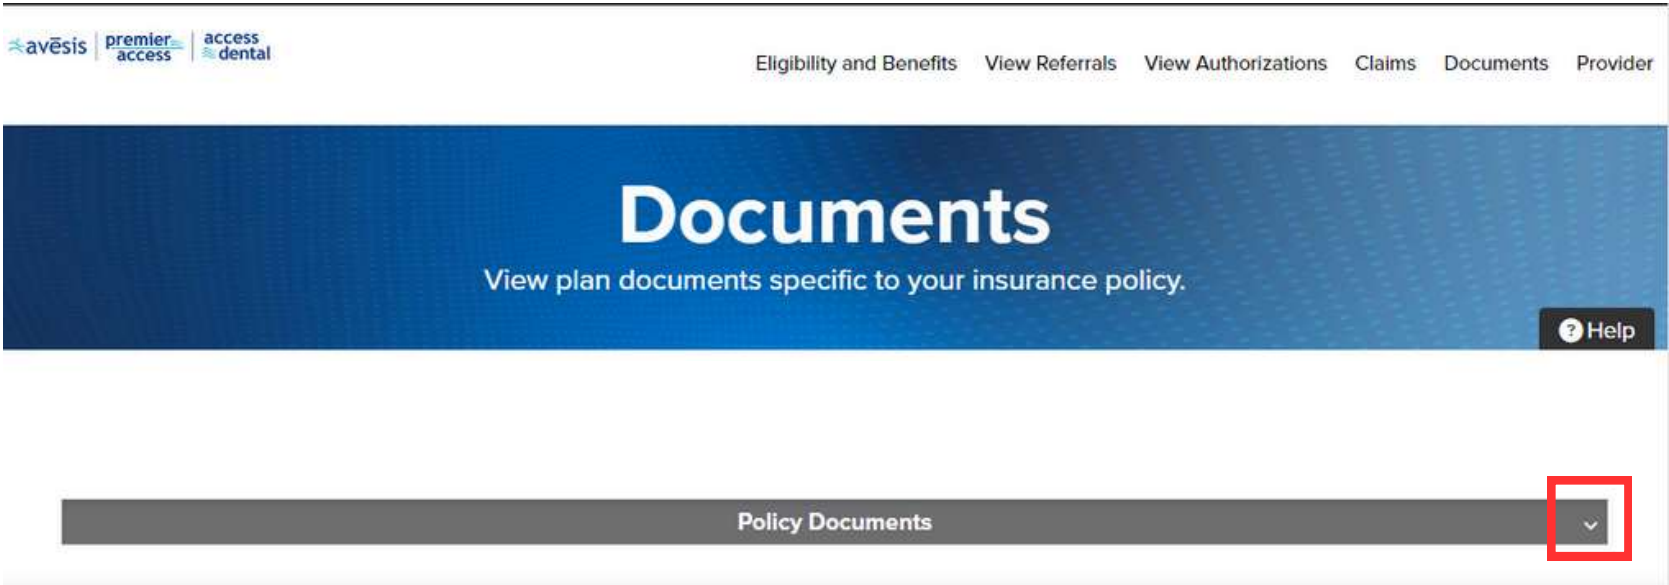 avēsis premier access access dental
Eligibility and Benefits View Referrals View Authorizations Claims Documents Provider
Documents
View plan documents specific to your insurance policy.
? Help
Policy Documents